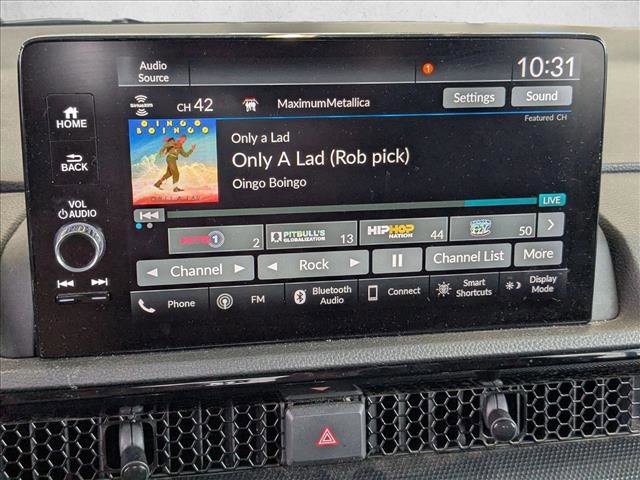 Audio
Source
1
10:31
HOME
siriusxm
CH 42
MaximumMetallica
Settings
Sound
Featured CH
OINGO
BOINGO
Only a Lad
Only A Lad (Rob pick)
Oingo Boingo
BACK
VOL
AUDIO
LIVE
2
PITBULL'S
GLOBALIZATION
13
HIPHOP
NATION
44
50
Channel
Rock
Channel List
More
Phone
FM
Bluetooth
Audio
Connect
Smart
Shortcuts
Display
Mode